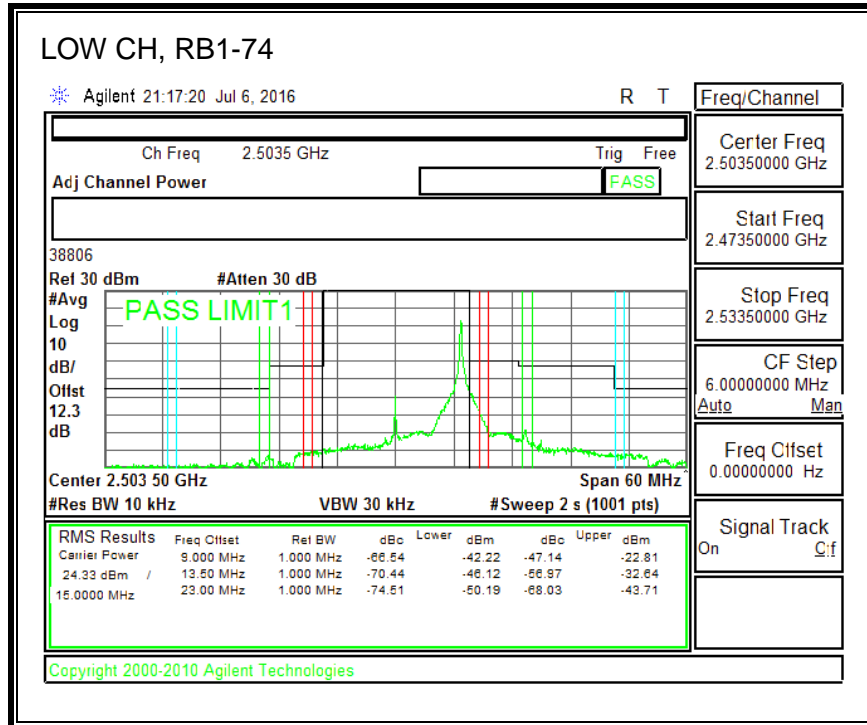 LOW CH, RB1-74
Agilent 21:17:20 Jul 6, 2016 R T
Freq/Channel
Ch Freq 2.5035 GHz Trig Free
Adj Channel Power PASS
Center Freq
2.50350000 GHz
Start Freq
2.47350000 GHz
Stop Freq
2.53350000 GHz
CF Step
6.00000000 MHz
Auto Man
Freq Offset
0.00000000 Hz
Signal Track
On Off
38806
Ref 30 dBm #Atten 30 dB
#Avg
Log
10
dB/
Offst
12.3
dB
PASS LIMIT1
Center 2.503 50 GHz Span 60 MHz
#Res BW 10 kHz VBW 30 kHz #Sweep 2 s (1001 pts)
RMS Results Freq Offset Ref BW dBc Lower dBm dBc Upper dBm
Carrier Power 9.000 MHz 1.000 MHz -66.54 -42.22 -47.14 -22.81
24.33 dBm / 13.50 MHz 1.000 MHz -70.44 -46.12 -56.97 -32.64
15.0000 MHz 23.00 MHz 1.000 MHz -74.51 -50.19 -68.03 -43.71
Copyright 2000-2010 Agilent Technologies